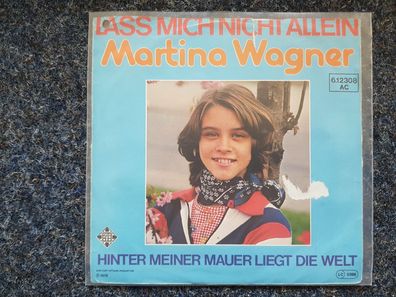 LASS MICH NICHT ALLEIN
Martina Wagner
6.12308
AC
HINTER MEINER MAUER LIEGT DIE WELT